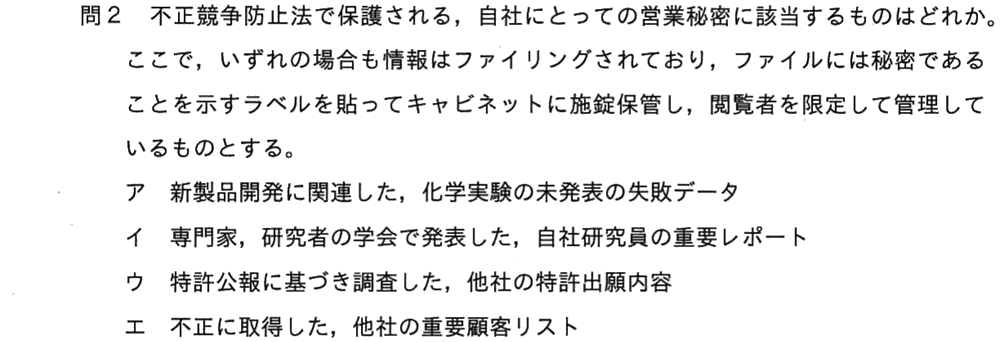 問２　不正競争防止法で保護される，自社にとっての営業秘密に該当するものはどれか。
ここで，いずれの場合も情報はファイリングされており，ファイルには秘密である
ことを示すラベルを貼ってキャビネットに施錠保管し，閲覧者を限定して管理して
いるものとする。
ア　新製品開発に関連した，化学実験の未発表の失敗データ
イ　専門家，研究者の学会で発表した，自社研究員の重要レポート
ウ　特許公報に基づき調査した，他社の特許出願内容
エ　不正に取得した，他社の重要顧客リスト